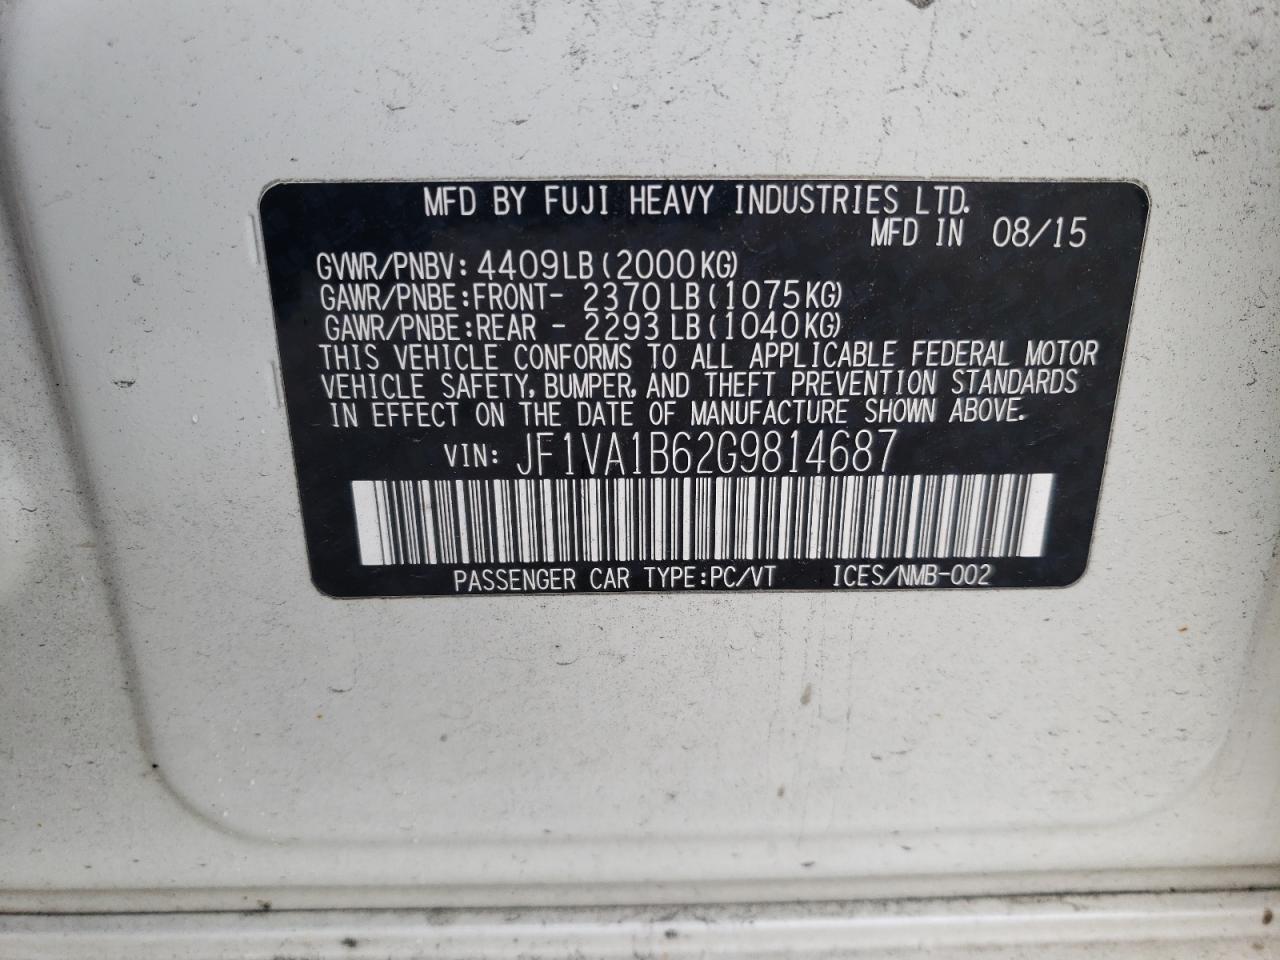 MFD BY FUJI HEAVY INDUSTRIES LTD.
MFD IN 08/15
GVWR/PNBV: 4409LB (2000KG)
GAWR/PNBE:FRONT- 2370 LB (1075KG)
GAWR/PNBE:REAR - 2293 LB (1040KG)
THIS VEHICLE CONFORMS TO ALL APPLICABLE FEDERAL MOTOR
VEHICLE SAFETY, BUMPER, AND THEFT PREVENTION STANDARDS
IN EFFECT ON THE DATE OF MANUFACTURE SHOWN ABOVE.
VIN: JF1VA1B62G9814687
PASSENGER CAR TYPE:PC/VT ICES/NMB-002